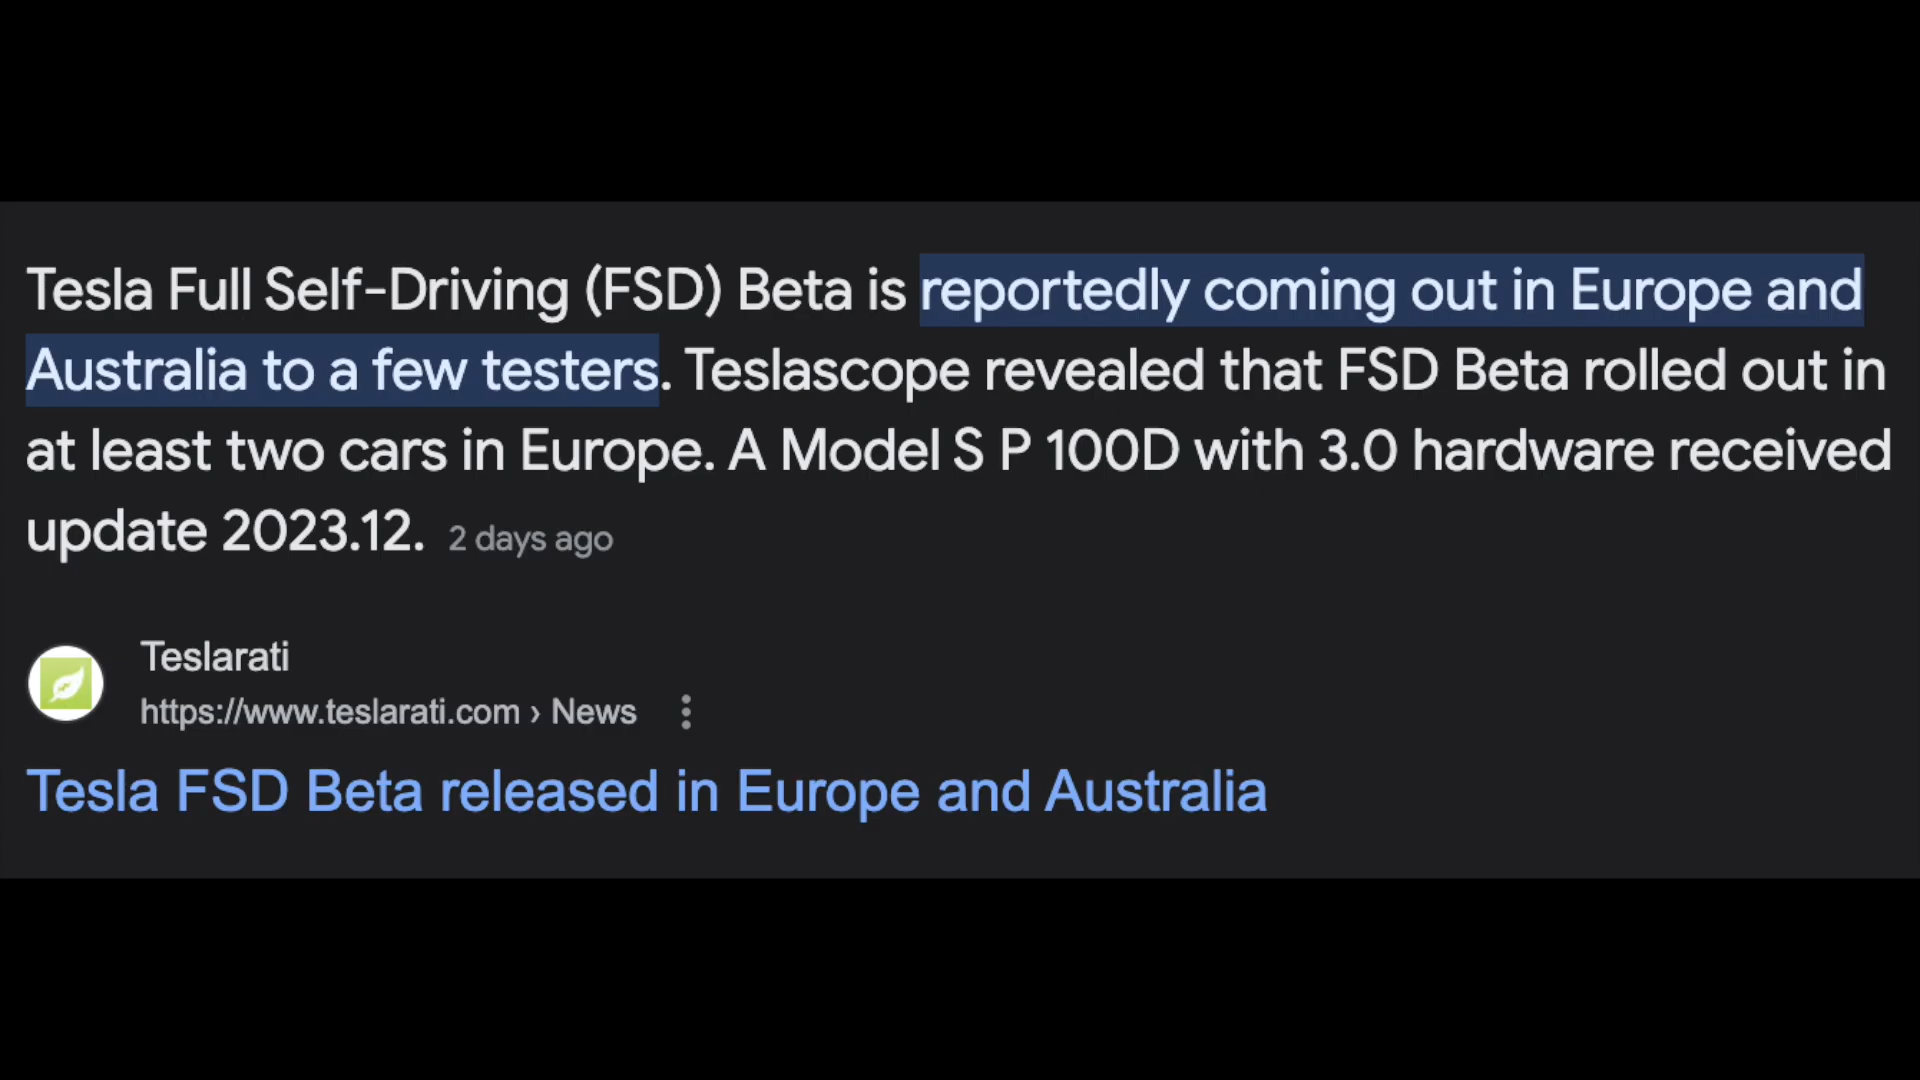 Tesla Full Self-Driving (FSD) Beta is reportedly coming out in Europe and
Australia to a few testers. Teslascope revealed that FSD Beta rolled out in
at least two cars in Europe. A Model S P 100D with 3.0 hardware received
update 2023.12. 2 days ago
Teslarati
https://www.teslarati.com › News
Tesla FSD Beta released in Europe and Australia